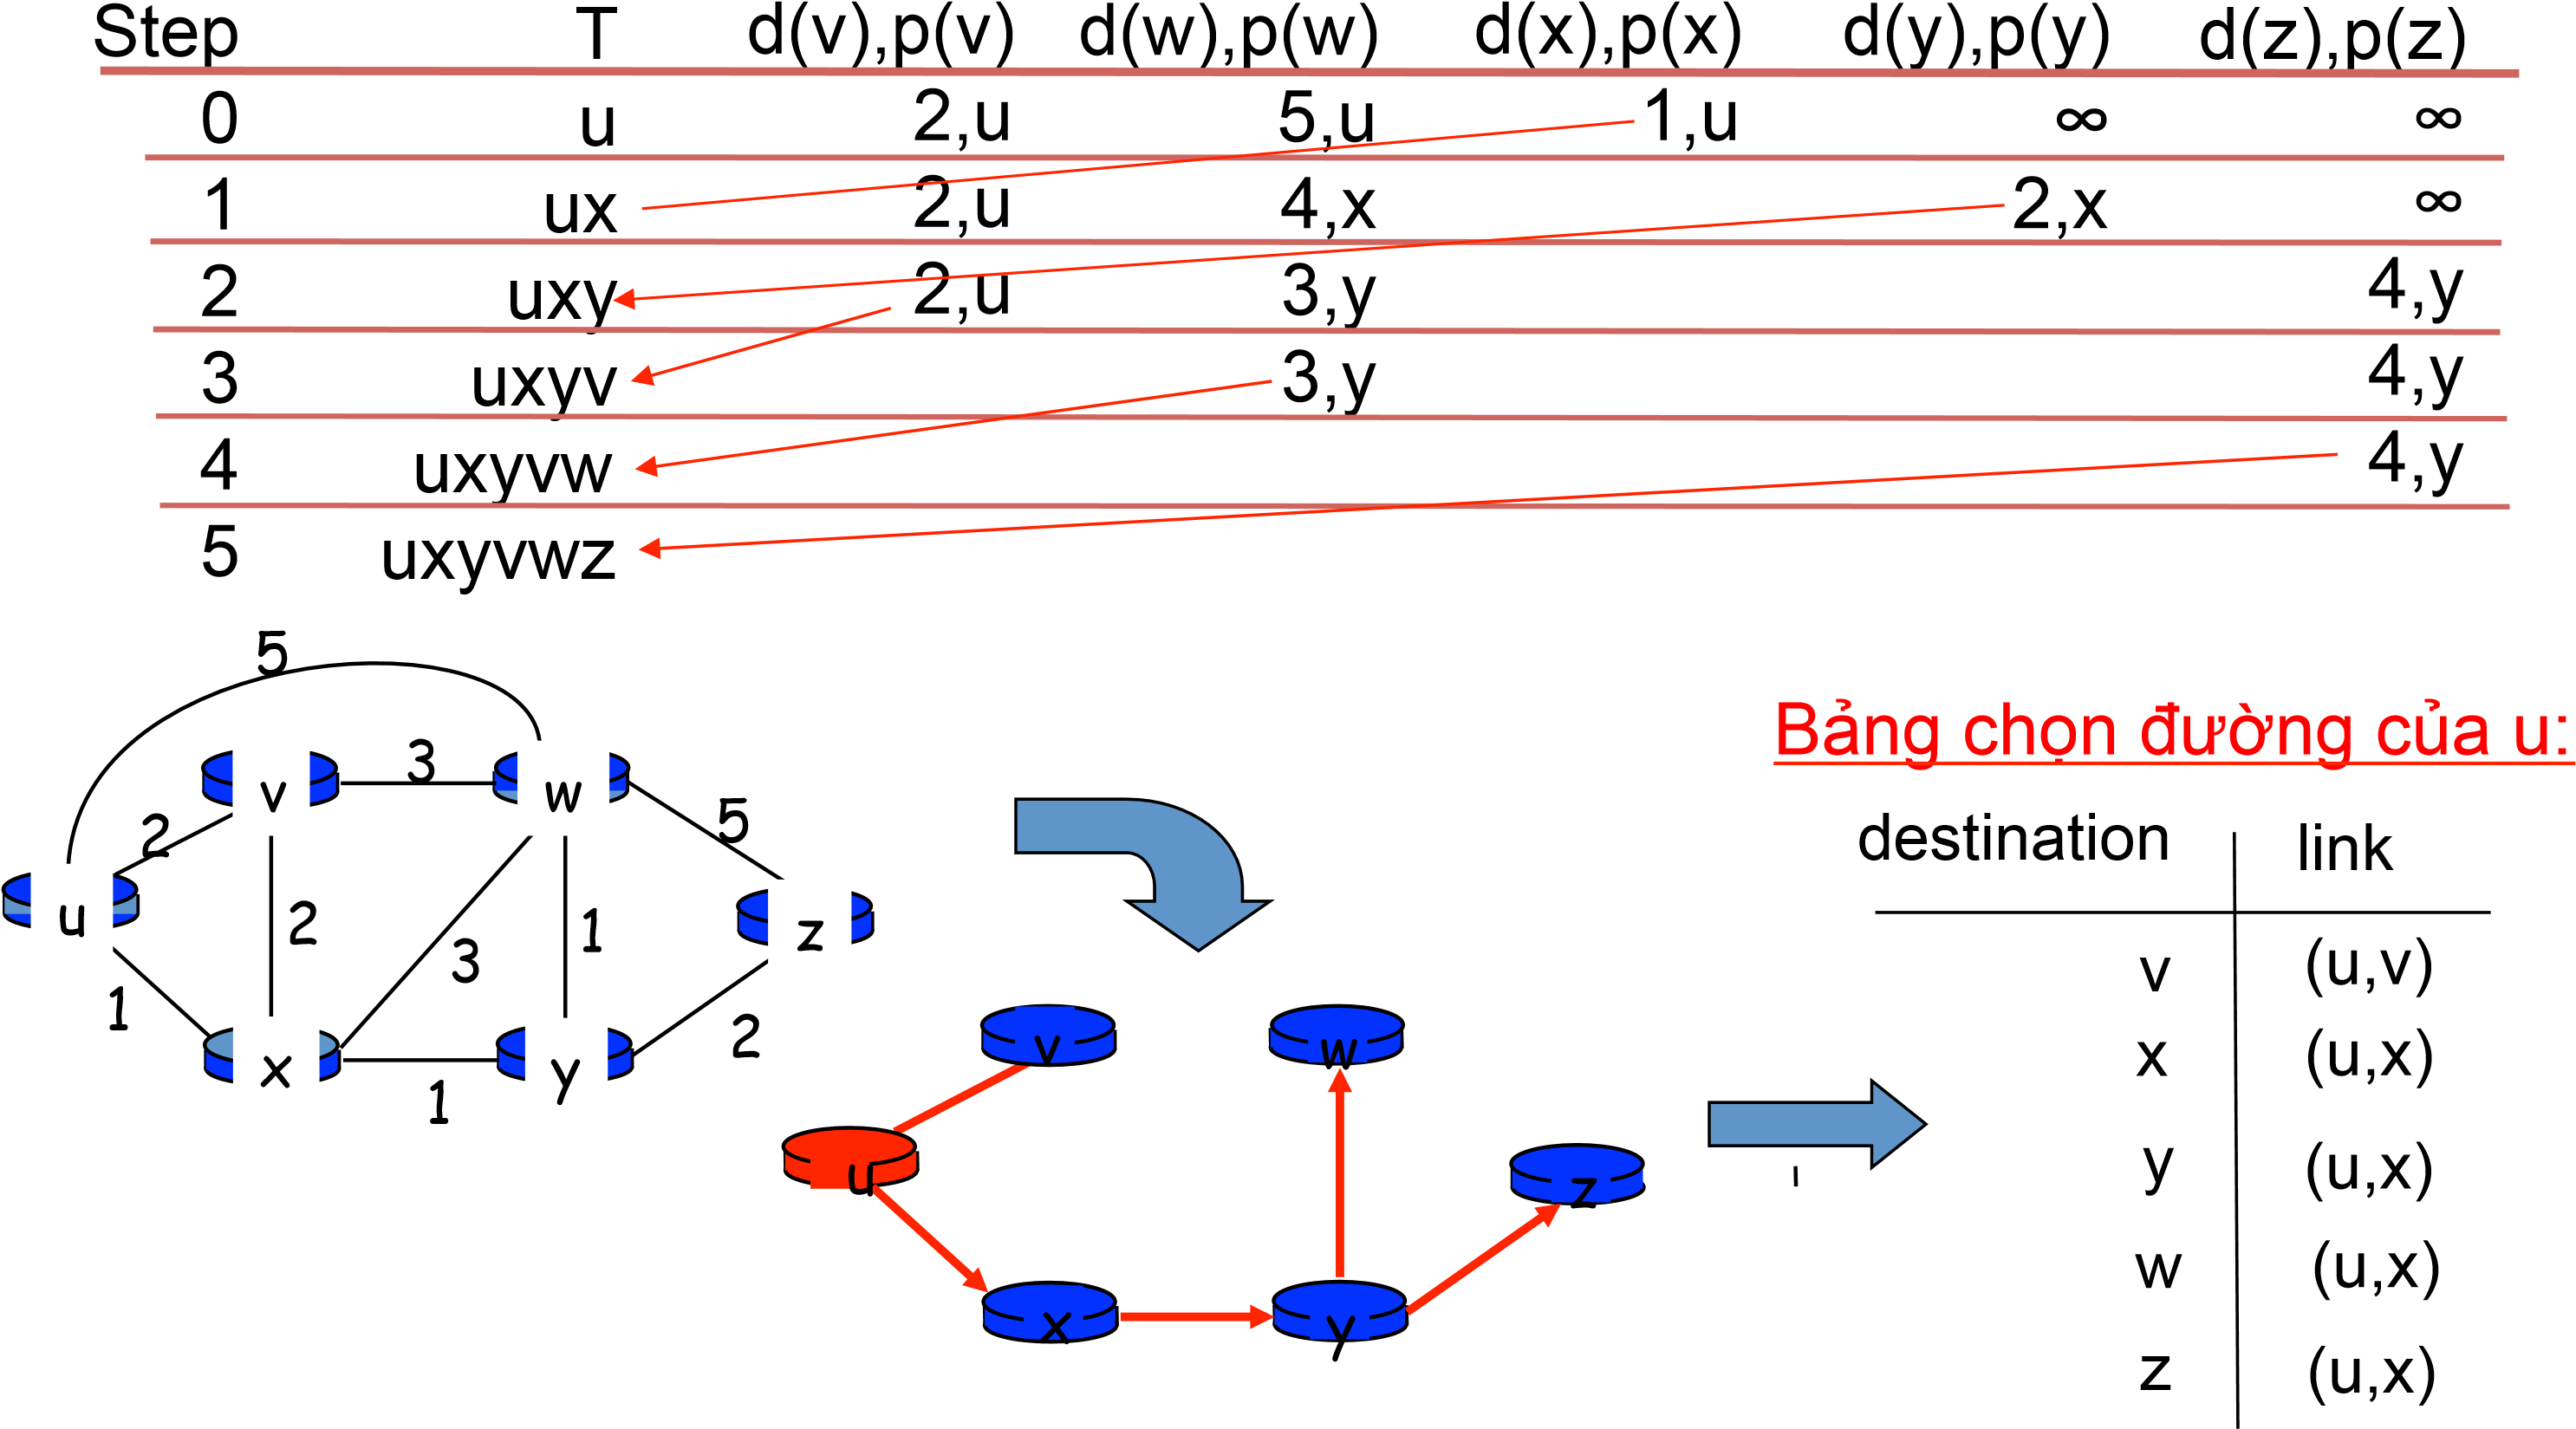 Step T d(v),p(v) d(w),p(w) d(x),p(x) d(y),p(y) d(z),p(z)
0 u 2,u 5,u 1,u ∞ ∞
1 ux 2,u 4,x 2,x ∞
2 uxy 2,u 3,y 4,y
3 uxyv 3,y 4,y
4 uxyvw 4,y
5 uxyvwz
5
v 3 w
2 5
u 2 3 1 z
1 2
x 1 y
v w
u z
x y
Bảng chọn đường của u:
destination link
v (u,v)
x (u,x)
y (u,x)
w (u,x)
z (u,x)